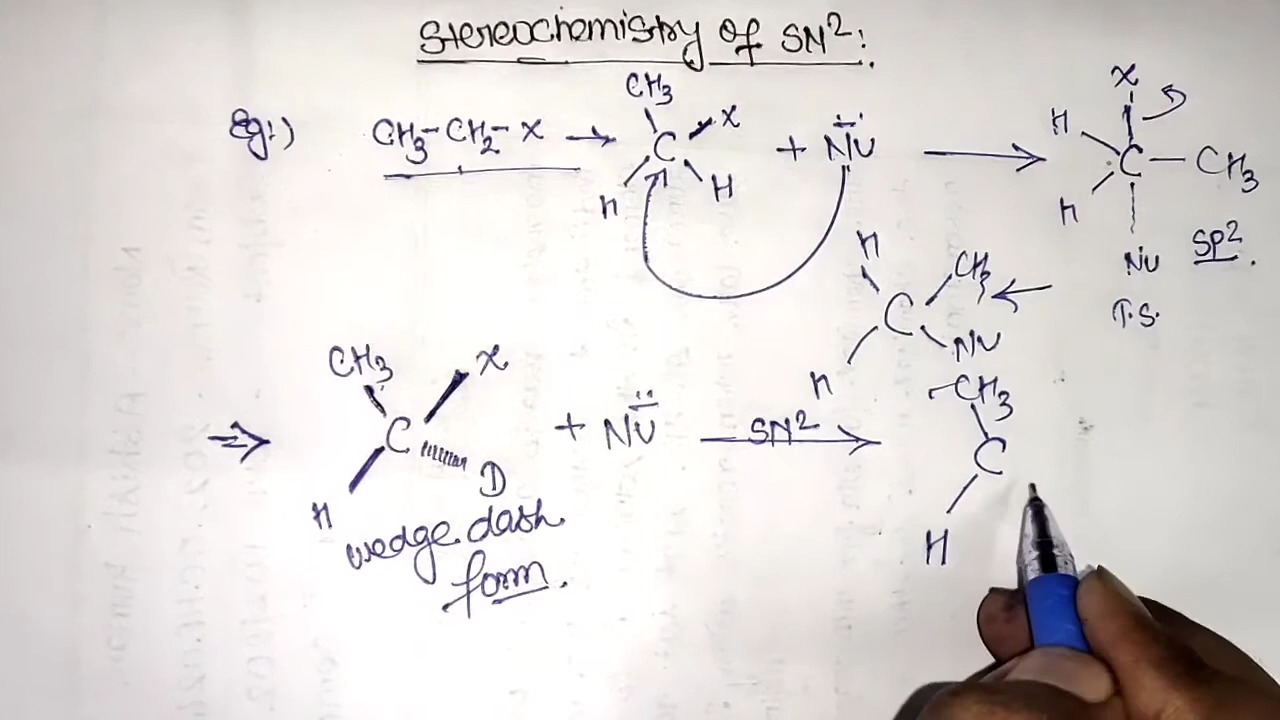 Stereochemistry of SN²:
Eg:) CH₃-CH₂-X → CH₃ C X H H + Nu → X H C CH₃ H Nu SP². T.S.
H CH₃ C Nu H
⇒ CH₃ X C H D + Nu SN² → CH₃ C H
wedge dash
form.